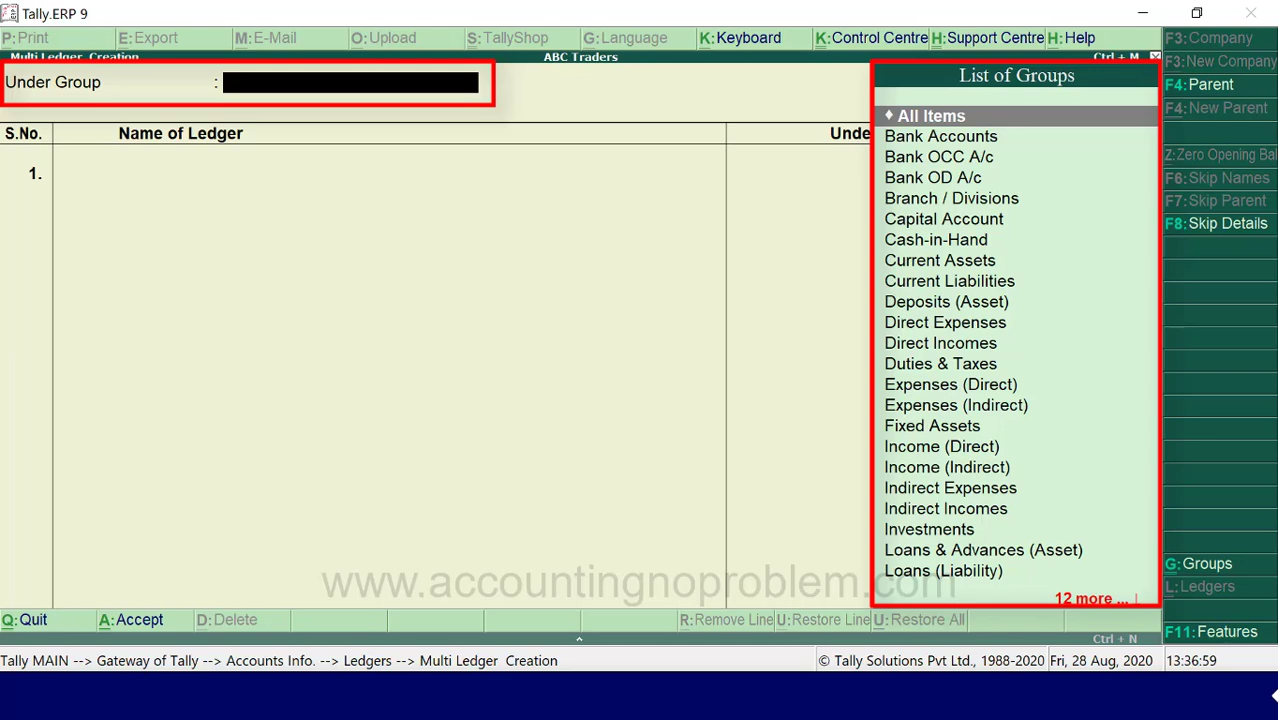 Tally.ERP 9
P:Print E:Export M:E-Mail O:Upload S:TallyShop G:Language K:Keyboard K:Control Centre H:Support Centre H:Help
Multi Ledger Creation ABC Traders Ctrl + M
Under Group :
List of Groups
♦ All Items
Bank Accounts
Bank OCC A/c
Bank OD A/c
Branch / Divisions
Capital Account
Cash-in-Hand
Current Assets
Current Liabilities
Deposits (Asset)
Direct Expenses
Direct Incomes
Duties & Taxes
Expenses (Direct)
Expenses (Indirect)
Fixed Assets
Income (Direct)
Income (Indirect)
Indirect Expenses
Indirect Incomes
Investments
Loans & Advances (Asset)
Loans (Liability)
12 more ... ↓
S.No. Name of Ledger Unde
1.
F3:Company
F3:New Company
F4:Parent
F4:New Parent
Z:Zero Opening Bal
F6:Skip Names
F7:Skip Parent
F8:Skip Details
G:Groups
L:Ledgers
F11:Features
www.accountingnoproblem.com
Q:Quit A:Accept D:Delete R:Remove Line U:Restore Line U:Restore All
Ctrl + N
Tally MAIN --> Gateway of Tally --> Accounts Info. --> Ledgers --> Multi Ledger Creation © Tally Solutions Pvt Ltd., 1988-2020 Fri, 28 Aug, 2020 13:36:59